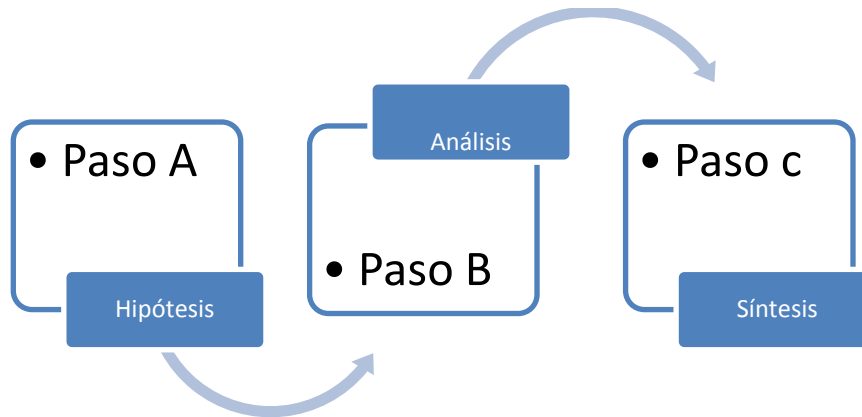 • Paso A
Hipótesis
Análisis
• Paso B
• Paso c
Síntesis